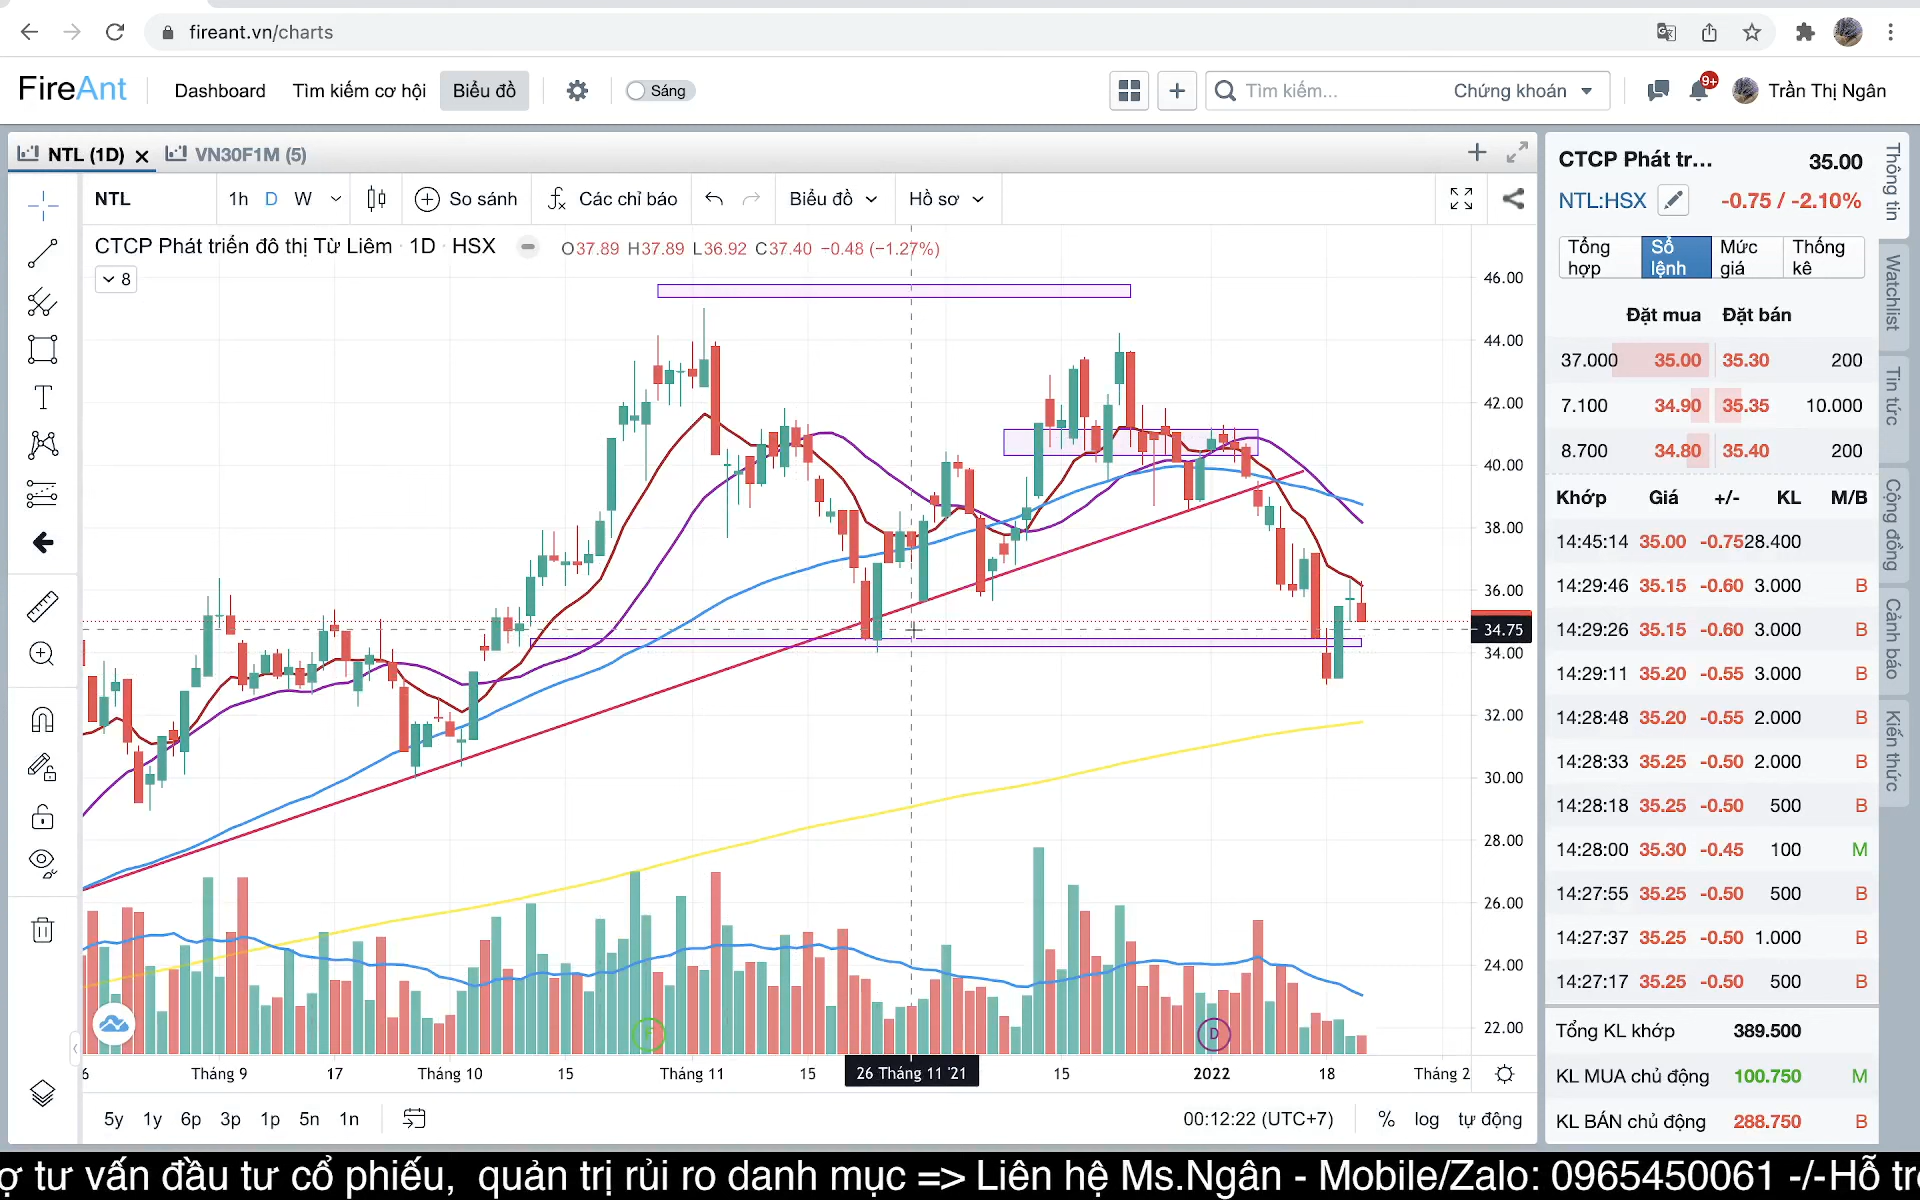 fireant.vn/charts
FireAnt Dashboard Tìm kiếm cơ hội Biểu đồ Sáng Tìm kiếm... Chứng khoán 9+ Trần Thị Ngân
NTL (1D) VN30F1M (5)
NTL 1h D W So sánh Các chỉ báo Biểu đồ Hồ sơ
CTCP Phát triển đô thị Từ Liêm · 1D · HSX O37.89 H37.89 L36.92 C37.40 −0.48 (−1.27%)
8
46.00
44.00
42.00
40.00
38.00
36.00
34.75
34.00
32.00
30.00
28.00
26.00
24.00
22.00
F D
6 Tháng 9 17 Tháng 10 15 Tháng 11 15 26 Tháng 11 '21 15 2022 18 Tháng 2
5y 1y 6p 3p 1p 5n 1n 00:12:22 (UTC+7) % log tự động
CTCP Phát tr... 35.00
NTL:HSX -0.75 / -2.10%
Tổng hợp Sổ lệnh Mức giá Thống kê
Đặt mua Đặt bán
37.000 35.00 35.30 200
7.100 34.90 35.35 10.000
8.700 34.80 35.40 200
Khớp Giá +/- KL M/B
14:45:14 35.00 -0.75 28.400
14:29:46 35.15 -0.60 3.000 B
14:29:26 35.15 -0.60 3.000 B
14:29:11 35.20 -0.55 3.000 B
14:28:48 35.20 -0.55 2.000 B
14:28:33 35.25 -0.50 2.000 B
14:28:18 35.25 -0.50 500 B
14:28:00 35.30 -0.45 100 M
14:27:55 35.25 -0.50 500 B
14:27:37 35.25 -0.50 1.000 B
14:27:17 35.25 -0.50 500 B
Tổng KL khớp 389.500
KL MUA chủ động 100.750 M
KL BÁN chủ động 288.750 B
Thông tin
Watchlist
Tin tức
Cộng đồng
Cảnh báo
Kiến thức
ợ tư vấn đầu tư cổ phiếu, quản trị rủi ro danh mục => Liên hệ Ms.Ngân - Mobile/Zalo: 0965450061 -/-Hỗ trợ